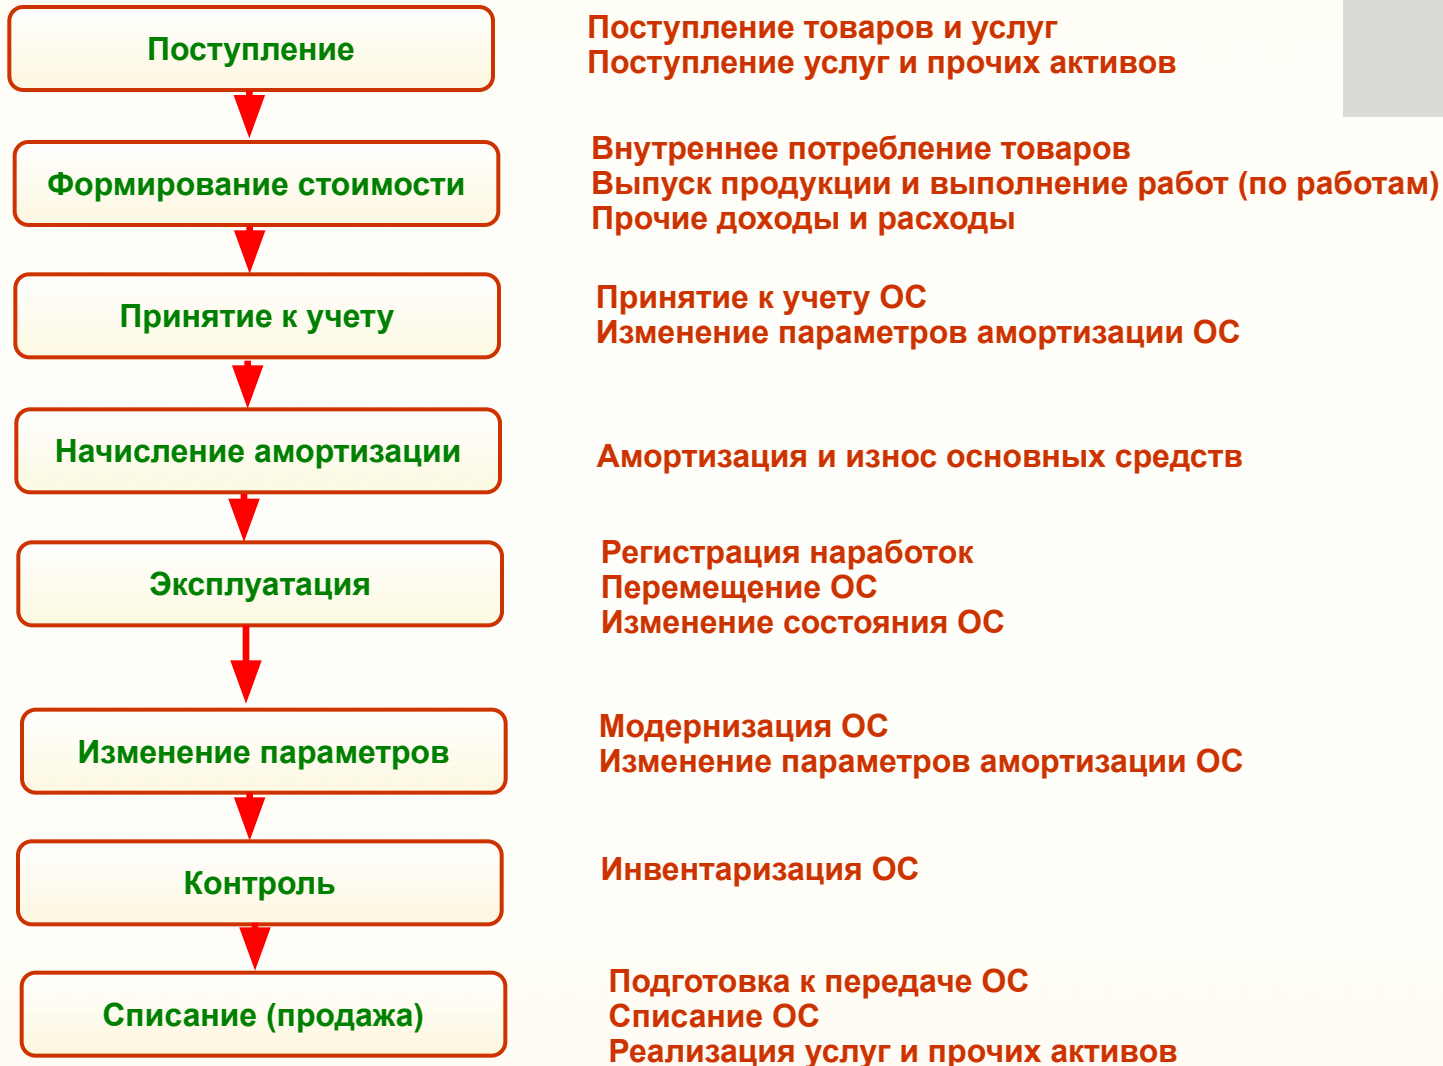 Поступление
Поступление товаров и услуг
Поступление услуг и прочих активов
Формирование стоимости
Внутреннее потребление товаров
Выпуск продукции и выполнение работ (по работам)
Прочие доходы и расходы
Принятие к учету
Принятие к учету ОС
Изменение параметров амортизации ОС
Начисление амортизации
Амортизация и износ основных средств
Эксплуатация
Регистрация наработок
Перемещение ОС
Изменение состояния ОС
Изменение параметров
Модернизация ОС
Изменение параметров амортизации ОС
Контроль
Инвентаризация ОС
Списание (продажа)
Подготовка к передаче ОС
Списание ОС
Реализация услуг и прочих активов